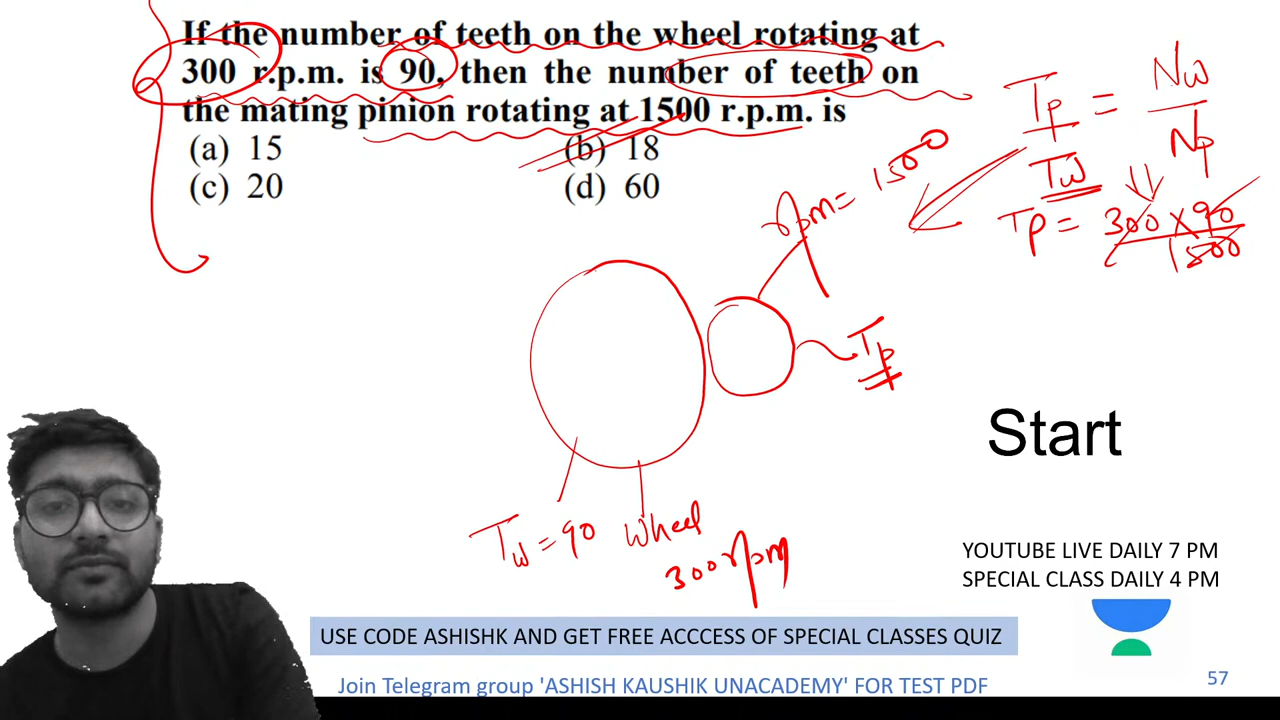 If the number of teeth on the wheel rotating at
300 r.p.m. is 90, then the number of teeth on
the mating pinion rotating at 1500 r.p.m. is
(a) 15
(b) 18
(c) 20
(d) 60
Tp/Tw = Nw/Np
Tp = 300 × 90 / 1500
rpm = 1500
Tp
Tw = 90
Wheel
300 rpm
Start
YOUTUBE LIVE DAILY 7 PM
SPECIAL CLASS DAILY 4 PM
USE CODE ASHISHK AND GET FREE ACCCESS OF SPECIAL CLASSES QUIZ
Join Telegram group 'ASHISH KAUSHIK UNACADEMY' FOR TEST PDF
57